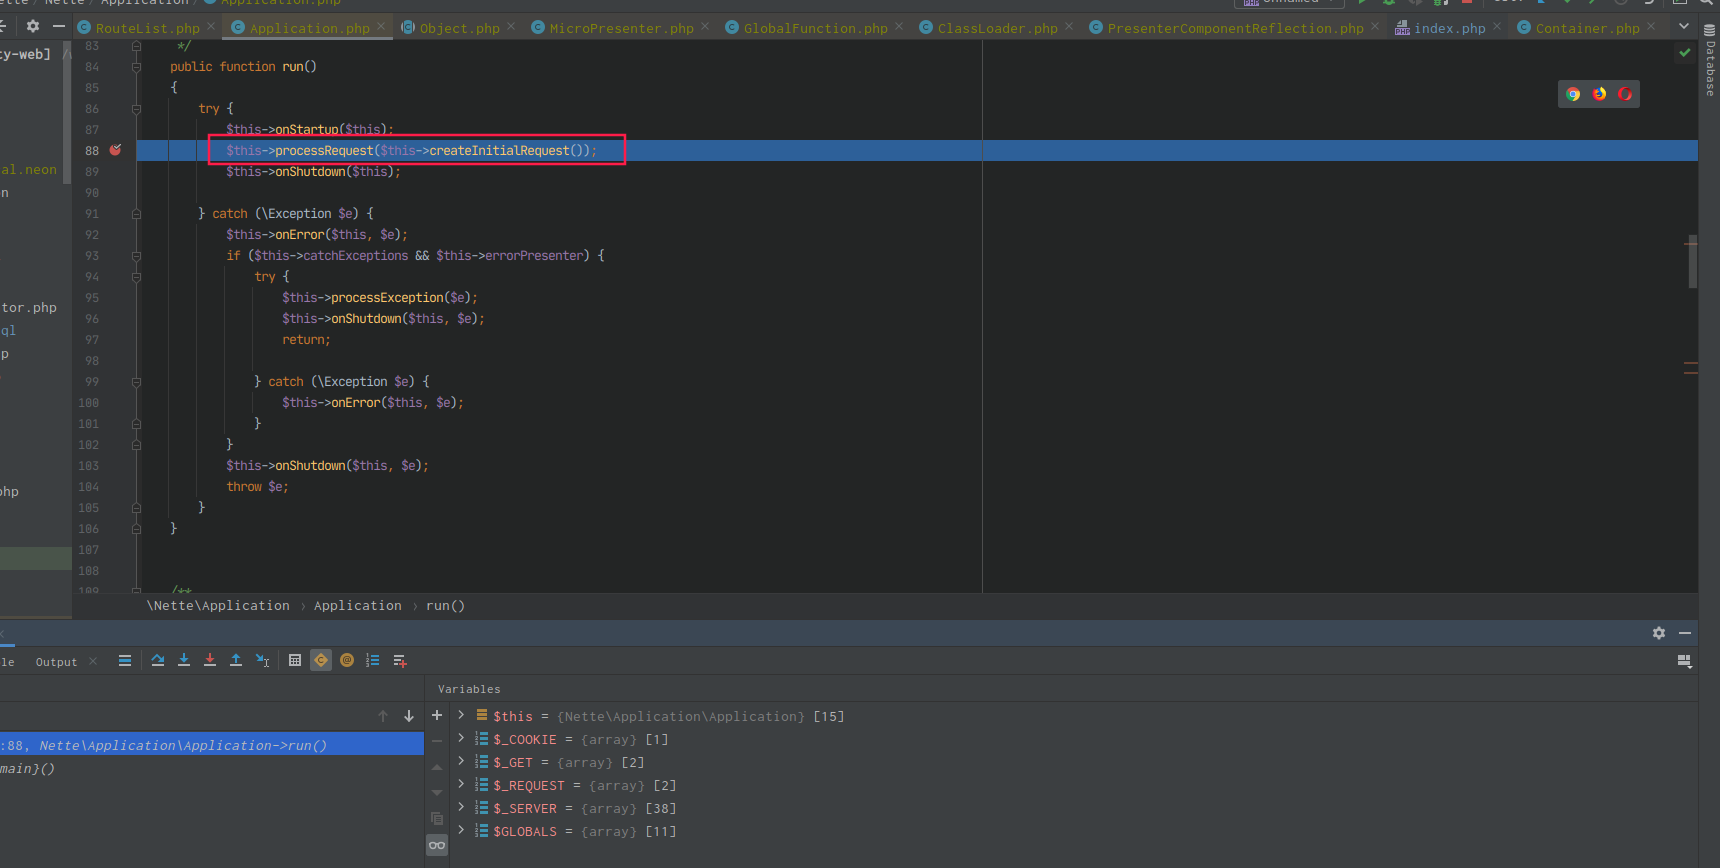 Nette / Application / Application.php
Unnamed
RouteList.php Application.php Object.php MicroPresenter.php GlobalFunction.php ClassLoader.php PresenterComponentReflection.php index.php Container.php
ty-web]
al.neon
n
tor.php
ql
p
php
Database
83 */
84 public function run()
85 {
86 try {
87 $this->onStartup($this);
88 $this->processRequest($this->createInitialRequest());
89 $this->onShutdown($this);
90
91 } catch (\Exception $e) {
92 $this->onError($this, $e);
93 if ($this->catchExceptions && $this->errorPresenter) {
94 try {
95 $this->processException($e);
96 $this->onShutdown($this, $e);
97 return;
98
99 } catch (\Exception $e) {
100 $this->onError($this, $e);
101 }
102 }
103 $this->onShutdown($this, $e);
104 throw $e;
105 }
106 }
107
108
109 /**
\Nette\Application › Application › run()
le Output
Variables
:88, Nette\Application\Application->run()
main}()
$this = {Nette\Application\Application} [15]
$_COOKIE = {array} [1]
$_GET = {array} [2]
$_REQUEST = {array} [2]
$_SERVER = {array} [38]
$GLOBALS = {array} [11]